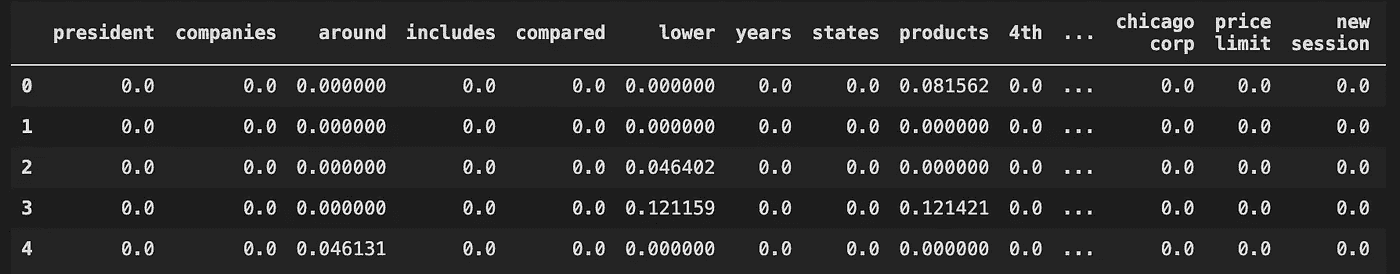 president companies around includes compared lower years states products 4th ... chicago corp price limit new session
0 0.0 0.0 0.000000 0.0 0.0 0.000000 0.0 0.0 0.081562 0.0 ... 0.0 0.0 0.0
1 0.0 0.0 0.000000 0.0 0.0 0.000000 0.0 0.0 0.000000 0.0 ... 0.0 0.0 0.0
2 0.0 0.0 0.000000 0.0 0.0 0.046402 0.0 0.0 0.000000 0.0 ... 0.0 0.0 0.0
3 0.0 0.0 0.000000 0.0 0.0 0.121159 0.0 0.0 0.121421 0.0 ... 0.0 0.0 0.0
4 0.0 0.0 0.046131 0.0 0.0 0.000000 0.0 0.0 0.000000 0.0 ... 0.0 0.0 0.0